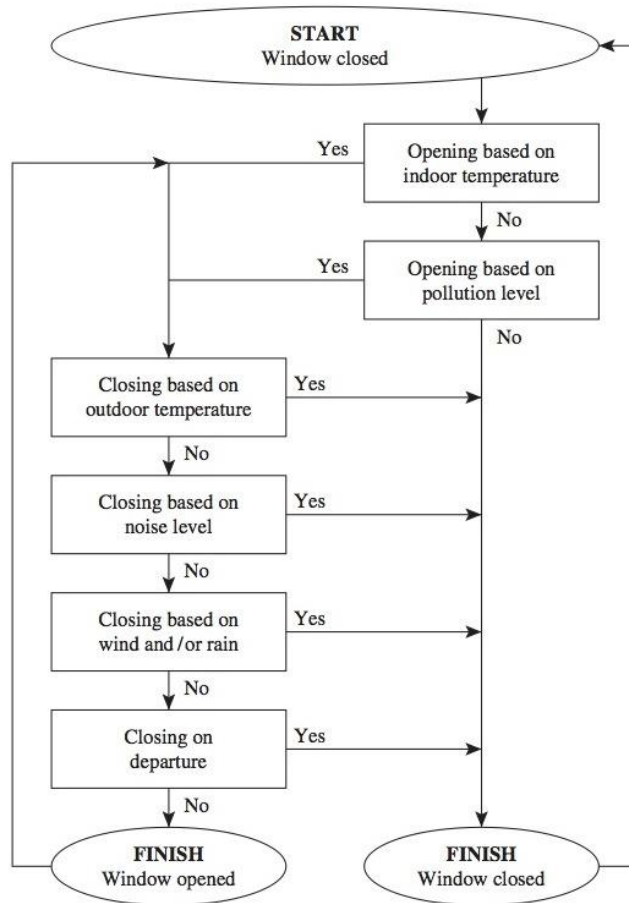 START
Window closed
Yes
Opening based on
indoor temperature
No
Yes
Opening based on
pollution level
No
Closing based on
outdoor temperature
Yes
No
Closing based on
noise level
Yes
No
Closing based on
wind and/or rain
Yes
No
Closing on
departure
Yes
No
FINISH
Window opened
FINISH
Window closed